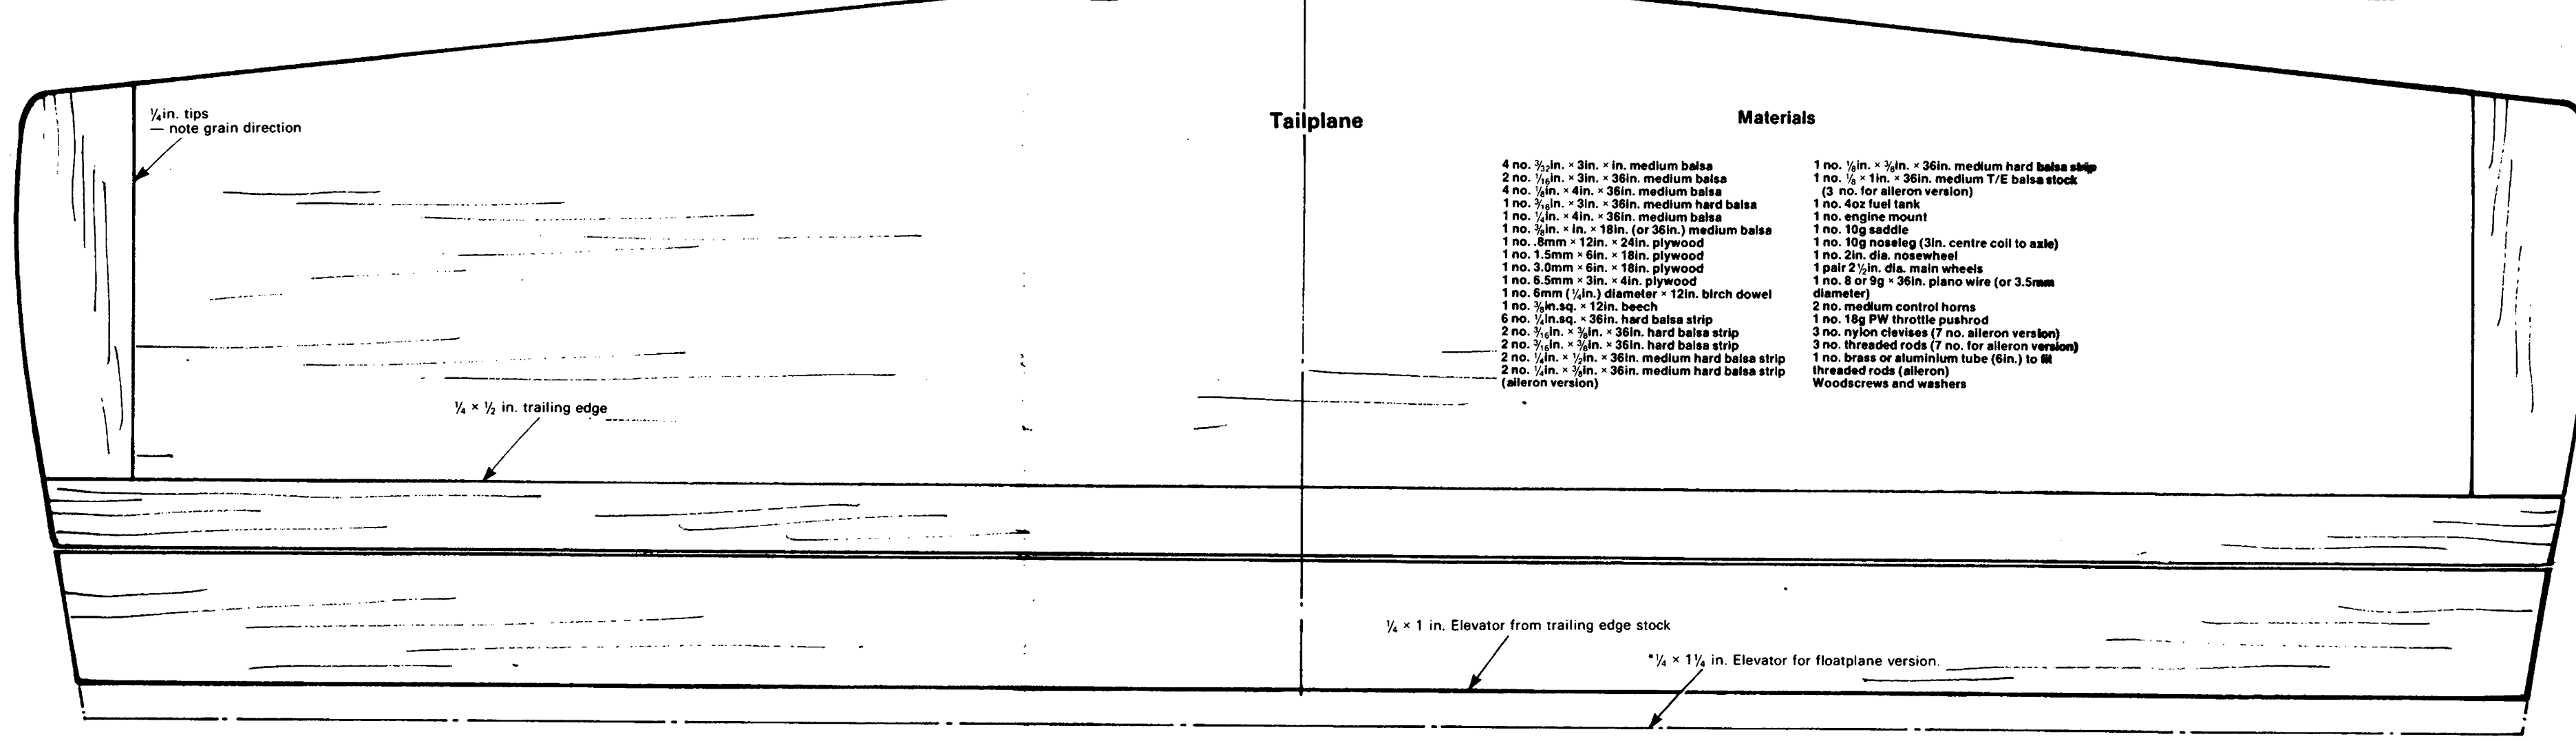 ¼in. tips
— note grain direction
Tailplane
Materials
4 no. 3/32in. × 3in. × in. medium balsa
2 no. 1/16in. × 3in. × 36in. medium balsa
4 no. ⅛in. × 4in. × 36in. medium balsa
1 no. 3/16in. × 3in. × 36in. medium hard balsa
1 no. ¼in. × 4in. × 36in. medium balsa
1 no. ⅜in. × in. × 18in. (or 36in.) medium balsa
1 no. .8mm × 12in. × 24in. plywood
1 no. 1.5mm × 6in. × 18in. plywood
1 no. 3.0mm × 6in. × 18in. plywood
1 no. 6.5mm × 3in. × 4in. plywood
1 no. 6mm (¼in.) diameter × 12in. birch dowel
1 no. ⅜in.sq. × 12in. beech
6 no. ¼in.sq. × 36in. hard balsa strip
2 no. 3/16in. × ⅜in. × 36in. hard balsa strip
2 no. 3/16in. × ⅜in. × 36in. hard balsa strip
2 no. ¼in. × ½in. × 36in. medium hard balsa strip
2 no. ¼in. × ⅜in. × 36in. medium hard balsa strip
(aileron version)
1 no. ⅛in. × ⅜in. × 36in. medium hard balsa strip
1 no. ⅛ × 1in. × 36in. medium T/E balsa stock
(3 no. for aileron version)
1 no. 4oz fuel tank
1 no. engine mount
1 no. 10g saddle
1 no. 10g noseleg (3in. centre coil to axle)
1 no. 2in. dia. nosewheel
1 pair 2½in. dia. main wheels
1 no. 8 or 9g × 36in. piano wire (or 3.5mm
diameter)
2 no. medium control horns
1 no. 18g PW throttle pushrod
3 no. nylon clevises (7 no. aileron version)
3 no. threaded rods (7 no. for aileron version)
1 no. brass or aluminium tube (6in.) to fit
threaded rods (aileron)
Woodscrews and washers
¼ × ½ in. trailing edge
¼ × 1 in. Elevator from trailing edge stock
*¼ × 1¼ in. Elevator for floatplane version.